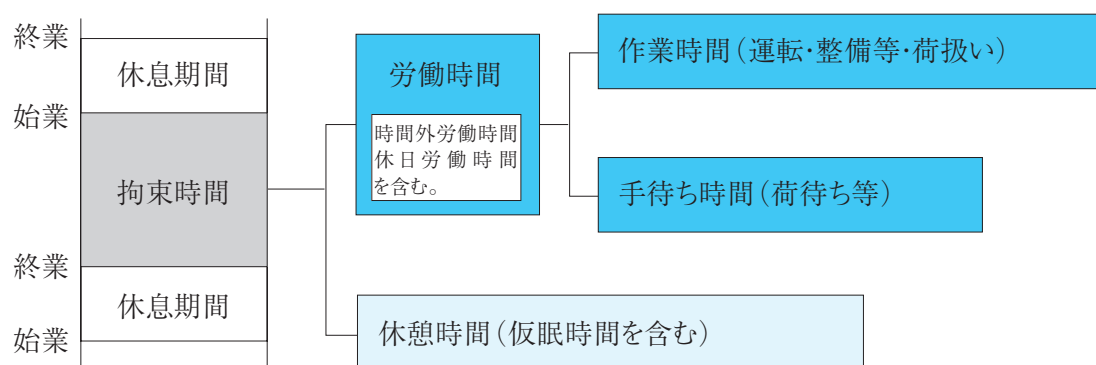 終業
休息期間
始業
拘束時間
終業
休息期間
始業
労働時間
時間外労働時間
休日労働時間
を含む。
作業時間（運転・整備等・荷扱い）
手待ち時間（荷待ち等）
休憩時間（仮眠時間を含む）